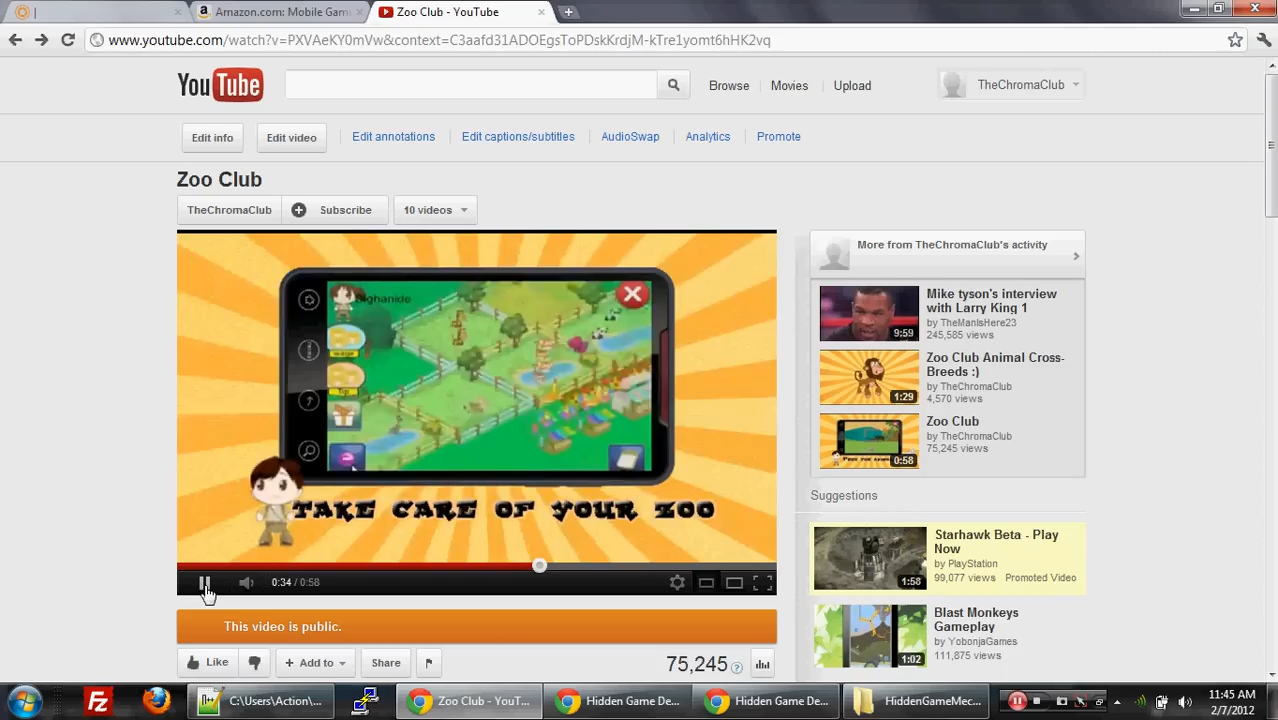 Amazon.com: Mobile Gam
Zoo Club - YouTube
www.youtube.com/watch?v=PXVAeKY0mVw&context=C3aafd31ADOEgsToPDskKrdjM-kTre1yomt6hHK2vq
YouTube
Browse
Movies
Upload
TheChromaClub
Edit info
Edit video
Edit annotations
Edit captions/subtitles
AudioSwap
Analytics
Promote
Zoo Club
TheChromaClub
Subscribe
10 videos
TAKE CARE OF YOUR ZOO
0:34 / 0:58
This video is public.
Like
Add to
Share
75,245
More from TheChromaClub's activity
9:59
Mike tyson's interview
with Larry King 1
by TheManIsHere23
245,585 views
1:29
Zoo Club Animal Cross-
Breeds :)
by TheChromaClub
4,570 views
0:58
Zoo Club
by TheChromaClub
75,245 views
Suggestions
1:58
Starhawk Beta - Play
Now
by PlayStation
99,077 views Promoted Video
1:02
Blast Monkeys
Gameplay
by YobonjaGames
111,875 views
C:\Users\Action\...
Zoo Club - YouT...
Hidden Game De...
Hidden Game De...
HiddenGameMec...
11:45 AM
2/7/2012